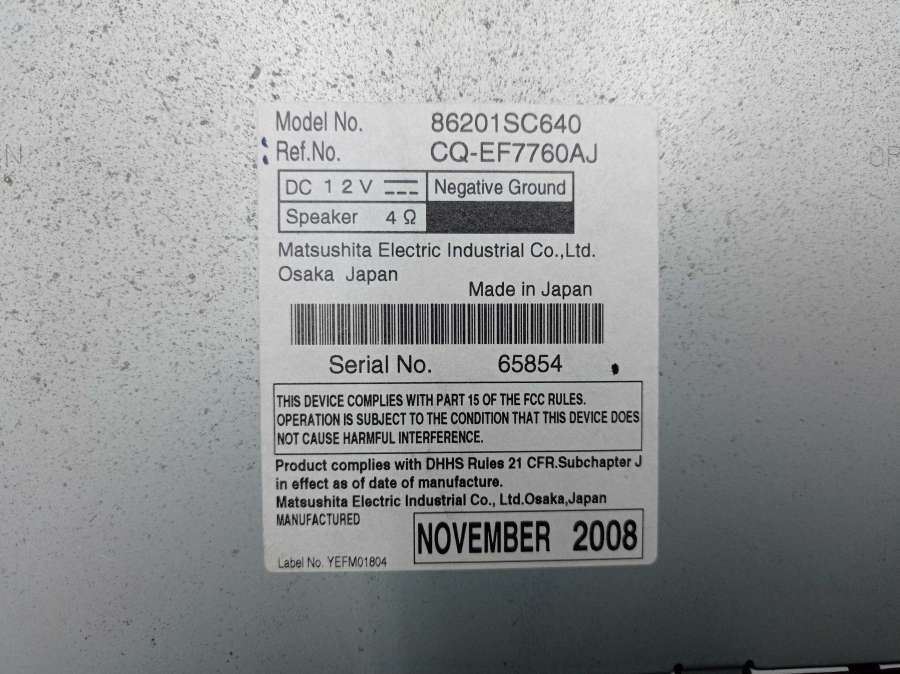 Model No. 86201SC640
Ref.No. CQ-EF7760AJ
DC 12V Negative Ground
Speaker 4Ω
Matsushita Electric Industrial Co.,Ltd.
Osaka Japan
Made in Japan
Serial No. 65854
THIS DEVICE COMPLIES WITH PART 15 OF THE FCC RULES.
OPERATION IS SUBJECT TO THE CONDITION THAT THIS DEVICE DOES
NOT CAUSE HARMFUL INTERFERENCE.
Product complies with DHHS Rules 21 CFR.Subchapter J
in effect as of date of manufacture.
Matsushita Electric Industrial Co., Ltd.Osaka,Japan
MANUFACTURED
NOVEMBER 2008
Label No. YEFM01804